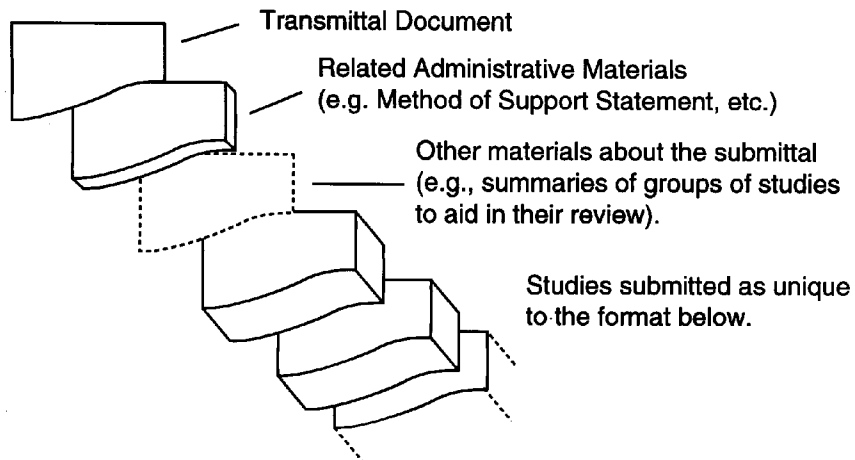 Transmittal Document
Related Administrative Materials
(e.g. Method of Support Statement, etc.)
Other materials about the submittal
(e.g., summaries of groups of studies
to aid in their review).
Studies submitted as unique
to the format below.